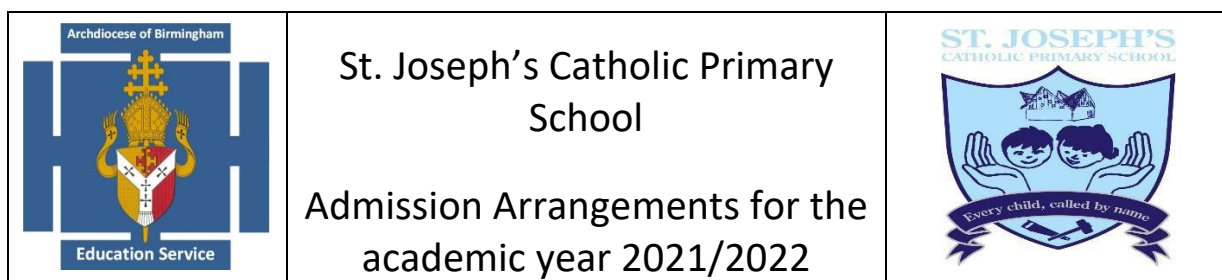 Archdiocese of Birmingham
Education Service
St. Joseph’s Catholic Primary
School
Admission Arrangements for the
academic year 2021/2022
ST. JOSEPH'S
CATHOLIC PRIMARY SCHOOL
Every child, called by name